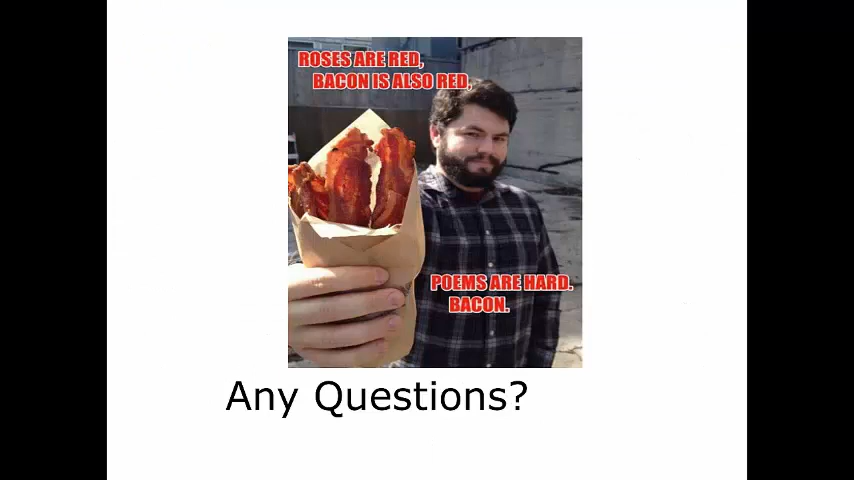 ROSES ARE RED,
BACON IS ALSO RED,
POEMS ARE HARD.
BACON.
Any Questions?